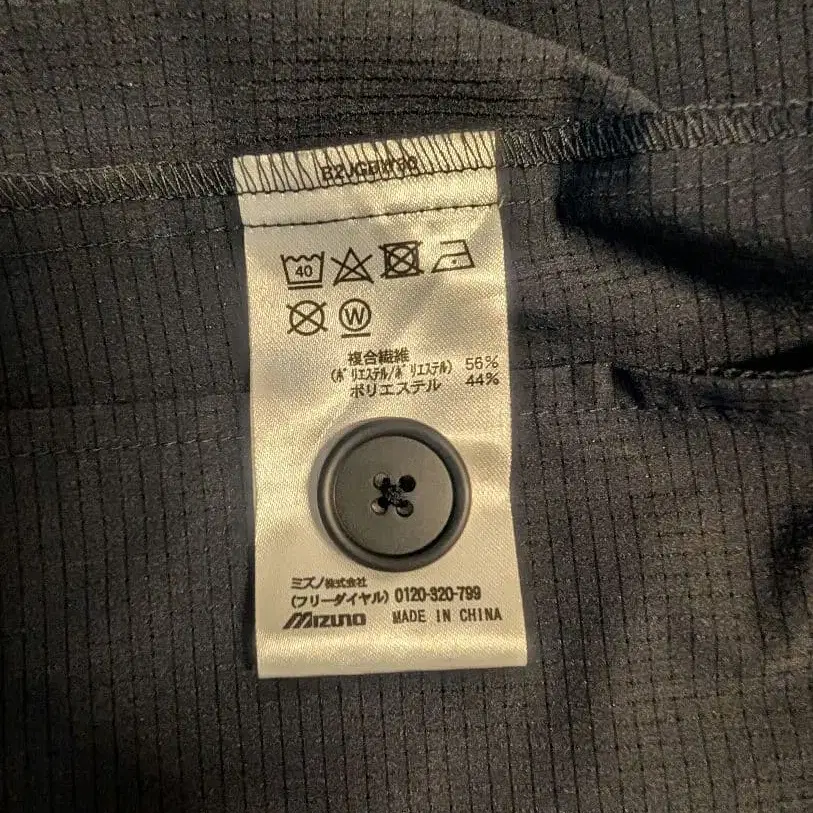 40
W
複合繊維
(ポリエステル/ポリエステル) 56%
ポリエステル 44%
ミズノ株式会社
(フリーダイヤル) 0120-320-799
MIZUNO MADE IN CHINA